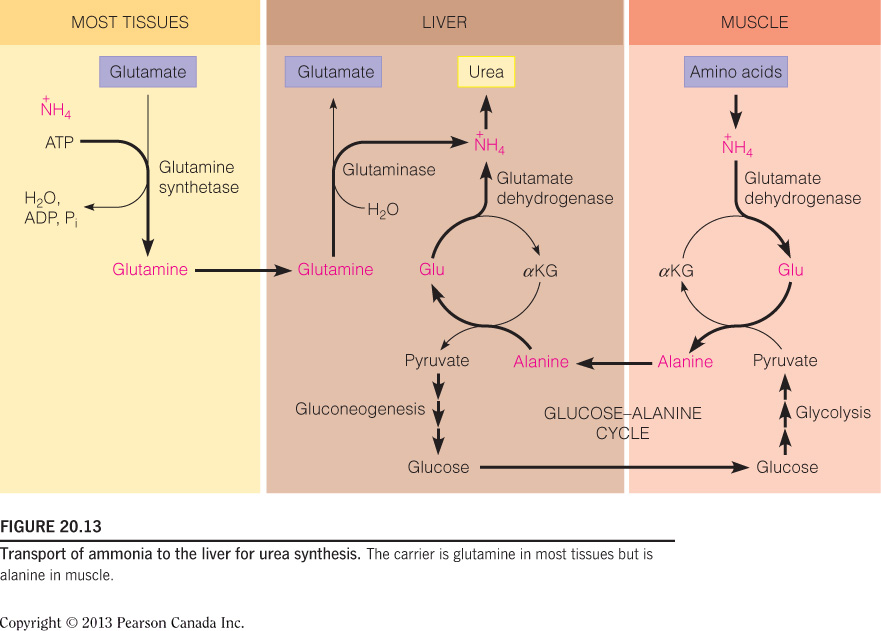 MOST TISSUES
LIVER
MUSCLE
Glutamate
+
NH4
ATP
Glutamine
synthetase
H2O,
ADP, Pi
Glutamine
Glutamate
Urea
+
NH4
Glutaminase
H2O
Glutamate
dehydrogenase
Glutamine
Glu
αKG
Pyruvate
Alanine
Gluconeogenesis
Glucose
Amino acids
+
NH4
Glutamate
dehydrogenase
αKG
Glu
Alanine
Pyruvate
GLUCOSE–ALANINE
CYCLE
Glycolysis
Glucose
FIGURE 20.13
Transport of ammonia to the liver for urea synthesis. The carrier is glutamine in most tissues but is
alanine in muscle.
Copyright © 2013 Pearson Canada Inc.